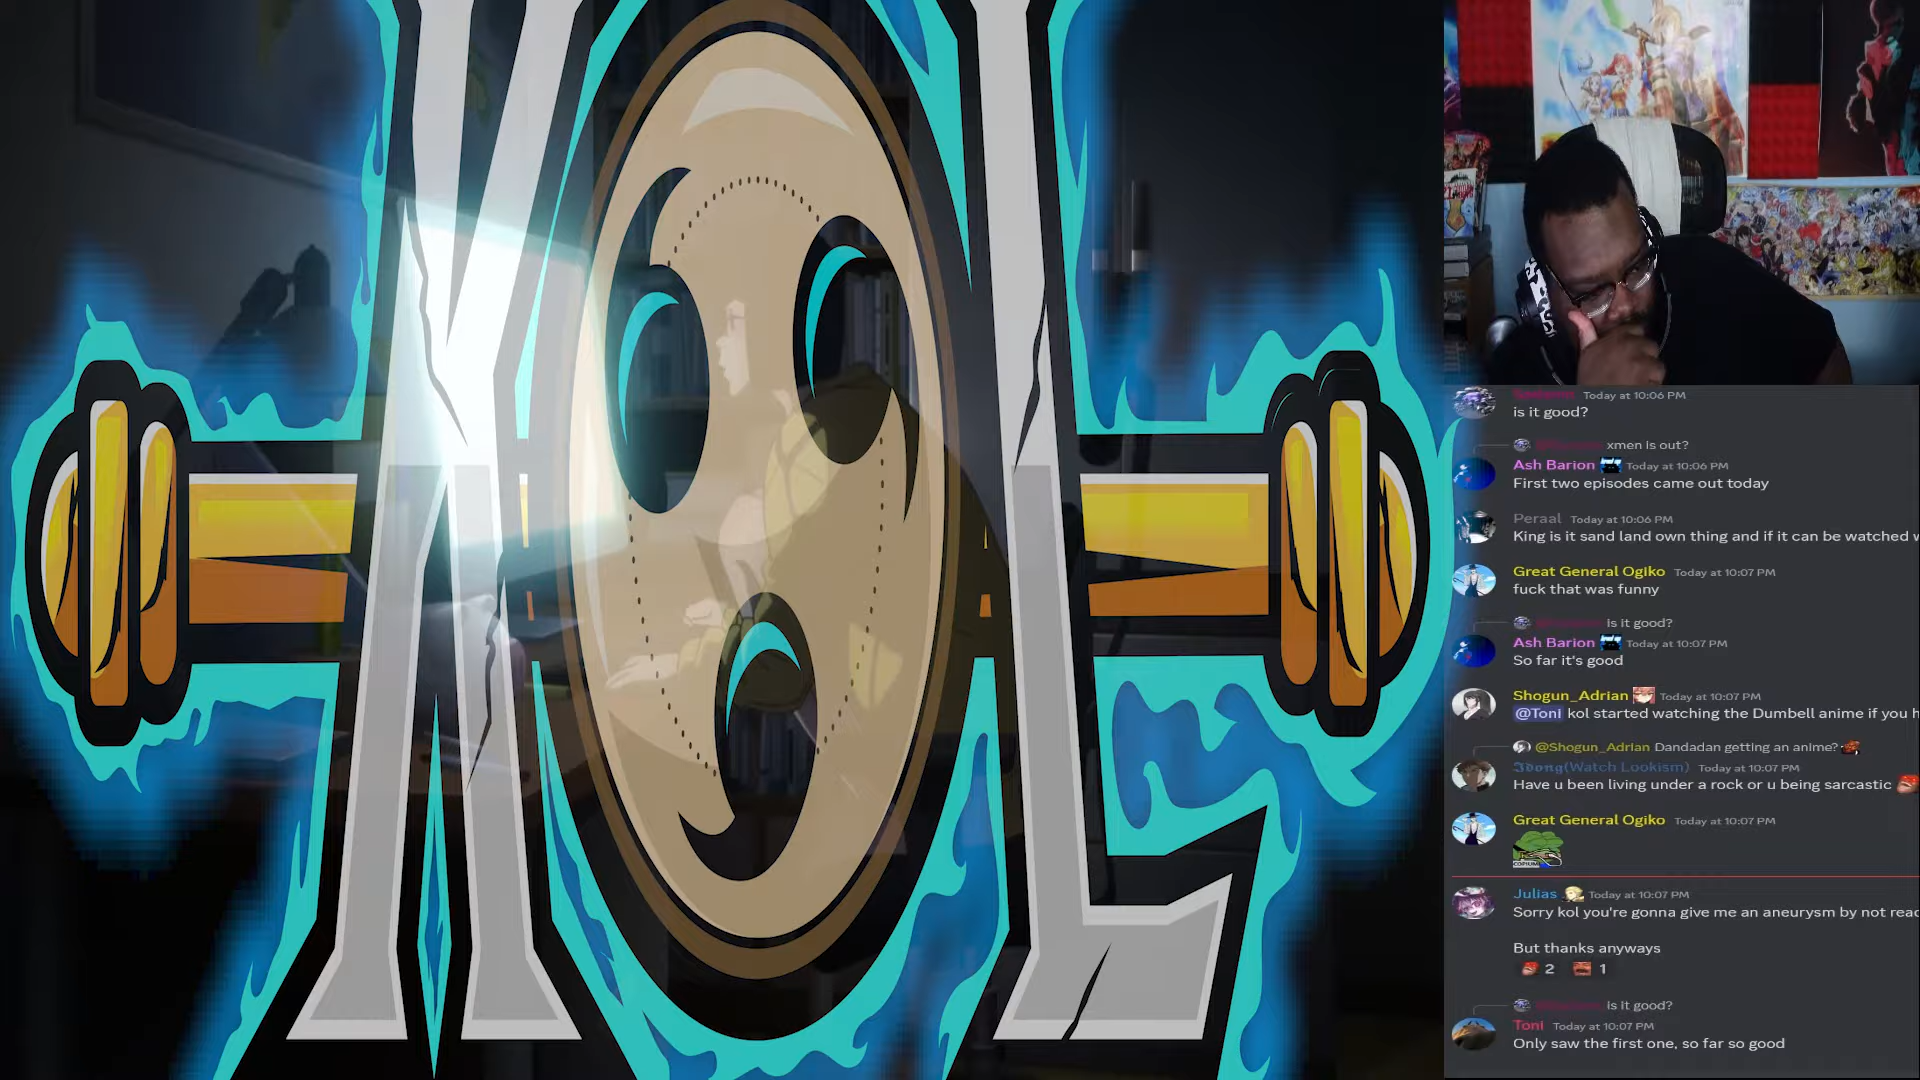 KOL
Today at 10:06 PM
is it good?
xmen is out?
Ash Barion Today at 10:06 PM
First two episodes came out today
Peraal Today at 10:06 PM
King is it sand land own thing and if it can be watched w
Great General Ogiko Today at 10:07 PM
fuck that was funny
is it good?
Ash Barion Today at 10:07 PM
So far it's good
Shogun_Adrian Today at 10:07 PM
@Toni kol started watching the Dumbell anime if you h
@Shogun_Adrian Dandadan getting an anime?
(Watch Lookism) Today at 10:07 PM
Have u been living under a rock or u being sarcastic
Great General Ogiko Today at 10:07 PM
Julias Today at 10:07 PM
Sorry kol you're gonna give me an aneurysm by not reac
But thanks anyways
2 1
is it good?
Toni Today at 10:07 PM
Only saw the first one, so far so good